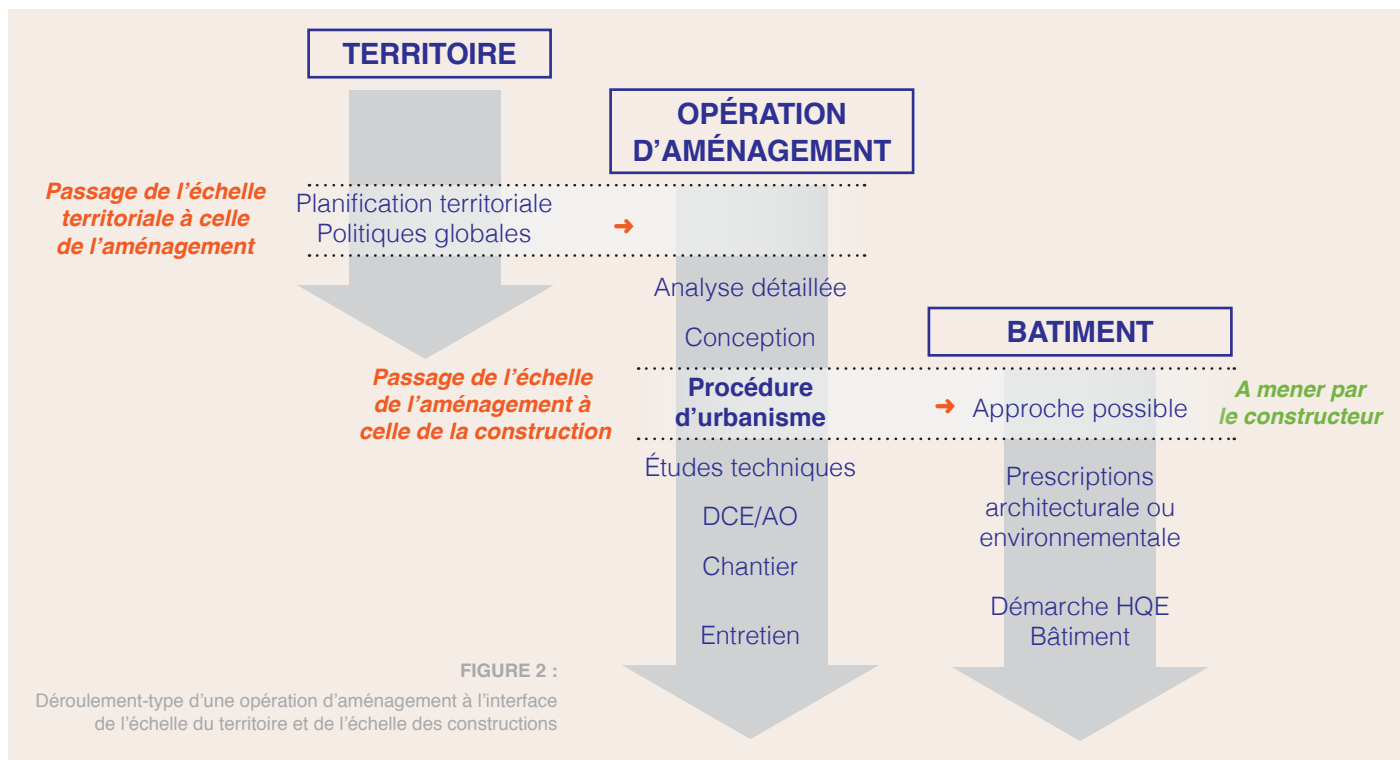 TERRITOIRE
OPÉRATION
D’AMÉNAGEMENT
Passage de l’échelle
territoriale à celle
de l’aménagement
Planification territoriale
Politiques globales
➜
Analyse détaillée
Conception
BATIMENT
Passage de l’échelle
de l’aménagement à
celle de la construction
Procédure
d’urbanisme
➜ Approche possible
A mener par
le constructeur
Études techniques
DCE/AO
Chantier
Entretien
Prescriptions
architecturale ou
environnementale
Démarche HQE
Bâtiment
FIGURE 2 :
Déroulement-type d’une opération d’aménagement à l’interface
de l’échelle du territoire et de l’échelle des constructions